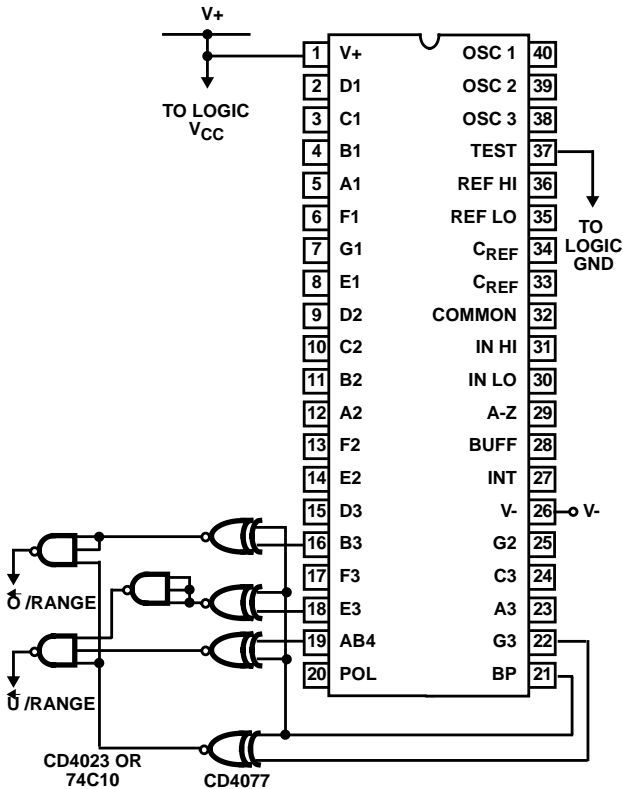 V+
TO LOGIC
VCC
1 V+ OSC 1 40
2 D1 OSC 2 39
3 C1 OSC 3 38
4 B1 TEST 37
5 A1 REF HI 36
6 F1 REF LO 35
7 G1 CREF 34
8 E1 CREF 33
9 D2 COMMON 32
10 C2 IN HI 31
11 B2 IN LO 30
12 A2 A-Z 29
13 F2 BUFF 28
14 E2 INT 27
15 D3 V- 26 V-
16 B3 G2 25
17 F3 C3 24
18 E3 A3 23
19 AB4 G3 22
20 POL BP 21
TO
LOGIC
GND
O /RANGE
U /RANGE
CD4023 OR
74C10
CD4077